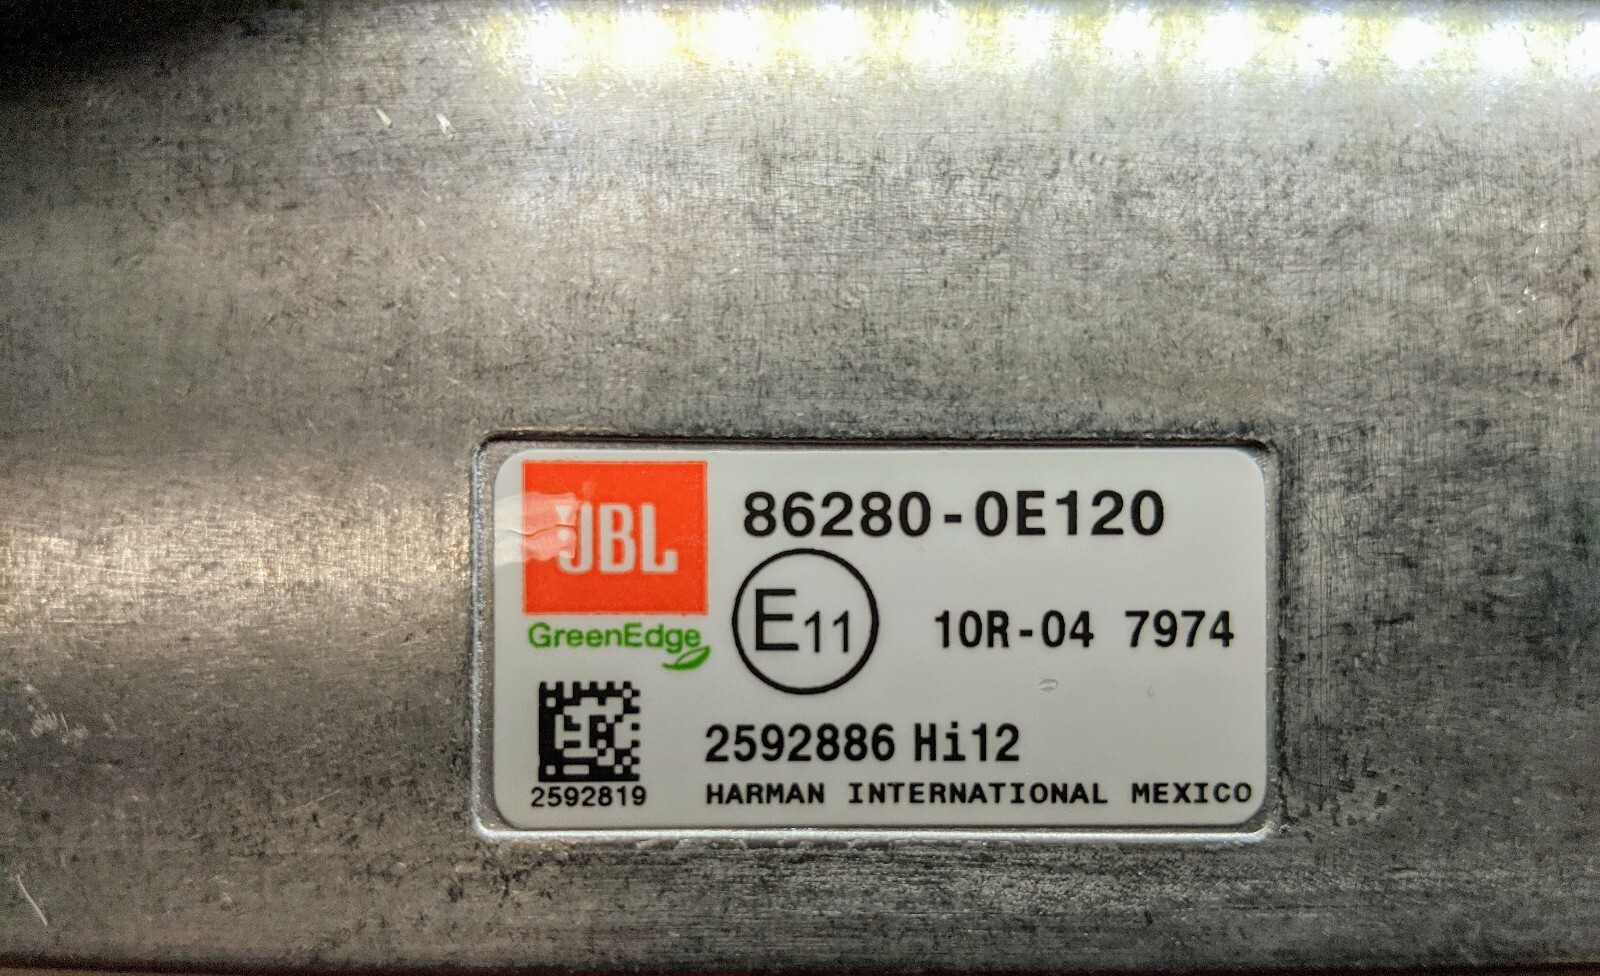 JBL
GreenEdge
86280-0E120
E11
10R-04 7974
2592886 Hi12
2592819
HARMAN INTERNATIONAL MEXICO